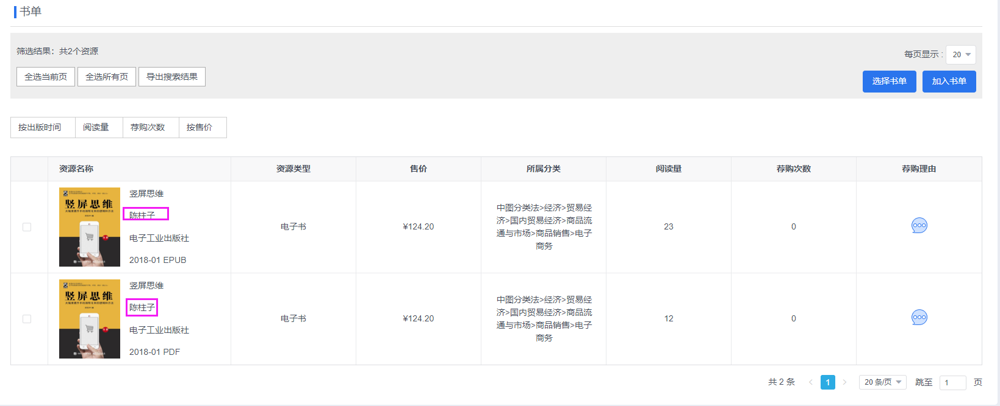 书单
筛选结果：共2个资源
每页显示 : 20
全选当前页 全选所有页 导出搜索结果
选择书单 加入书单
按出版时间 阅读量 荐购次数 按售价
资源名称 资源类型 售价 所属分类 阅读量 荐购次数 荐购理由
竖屏思维
竖屏思维
陈柱子
电子工业出版社
2018-01 EPUB
电子书
¥124.20
中图分类法>经济>贸易经
济>国内贸易经济>商品流
通与市场>商品销售>电子
商务
23
0
竖屏思维
竖屏思维
陈柱子
电子工业出版社
2018-01 PDF
电子书
¥124.20
中图分类法>经济>贸易经
济>国内贸易经济>商品流
通与市场>商品销售>电子
商务
12
0
共 2 条 < 1 > 20 条/页 跳至 1 页